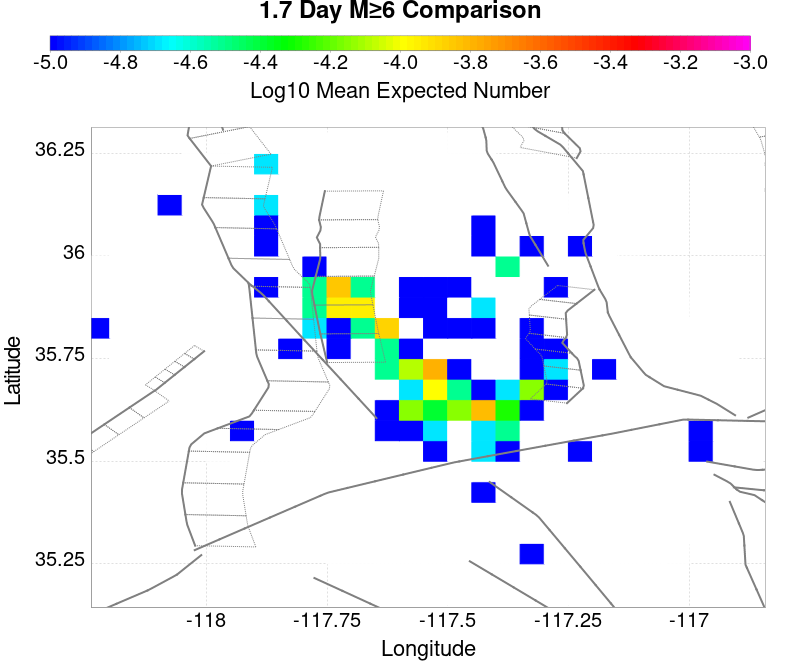 1.7 Day M≥6 Comparison
-5.0 -4.8 -4.6 -4.4 -4.2 -4.0 -3.8 -3.6 -3.4 -3.2 -3.0
Log10 Mean Expected Number
36.25
36
35.75
35.5
35.25
Latitude
-118 -117.75 -117.5 -117.25 -117
Longitude